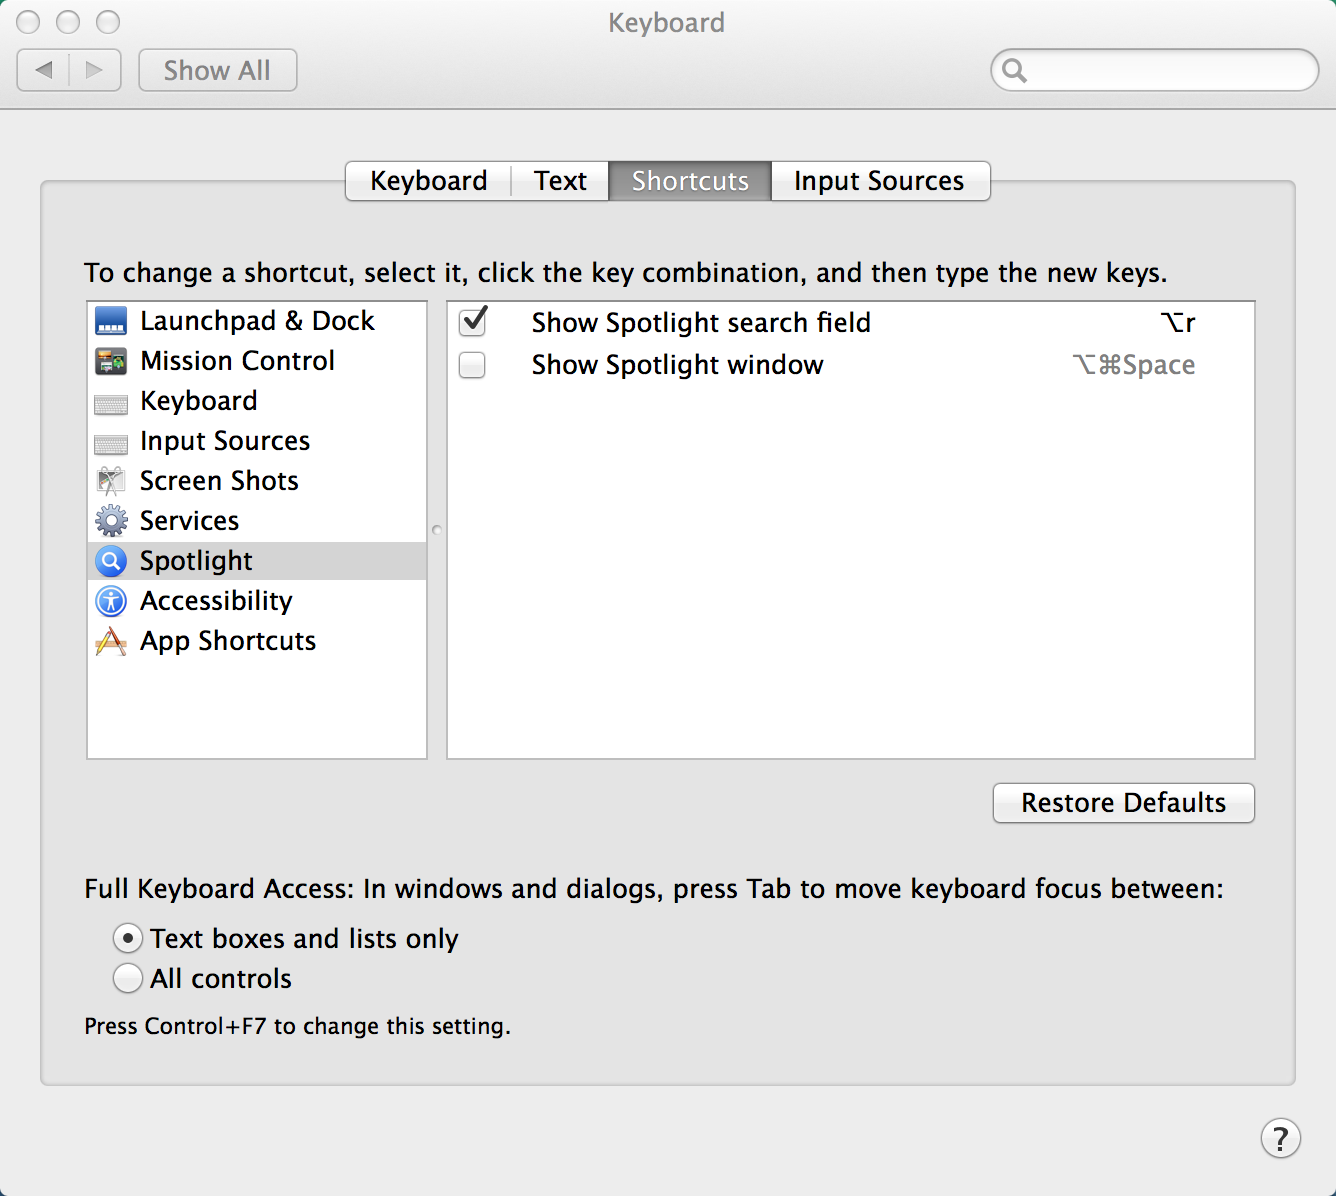 Keyboard
Show All
Keyboard Text Shortcuts Input Sources
To change a shortcut, select it, click the key combination, and then type the new keys.
Launchpad & Dock
Mission Control
Keyboard
Input Sources
Screen Shots
Services
Spotlight
Accessibility
App Shortcuts
Show Spotlight search field ⌥r
Show Spotlight window ⌥⌘Space
Restore Defaults
Full Keyboard Access: In windows and dialogs, press Tab to move keyboard focus between:
Text boxes and lists only
All controls
Press Control+F7 to change this setting.
?